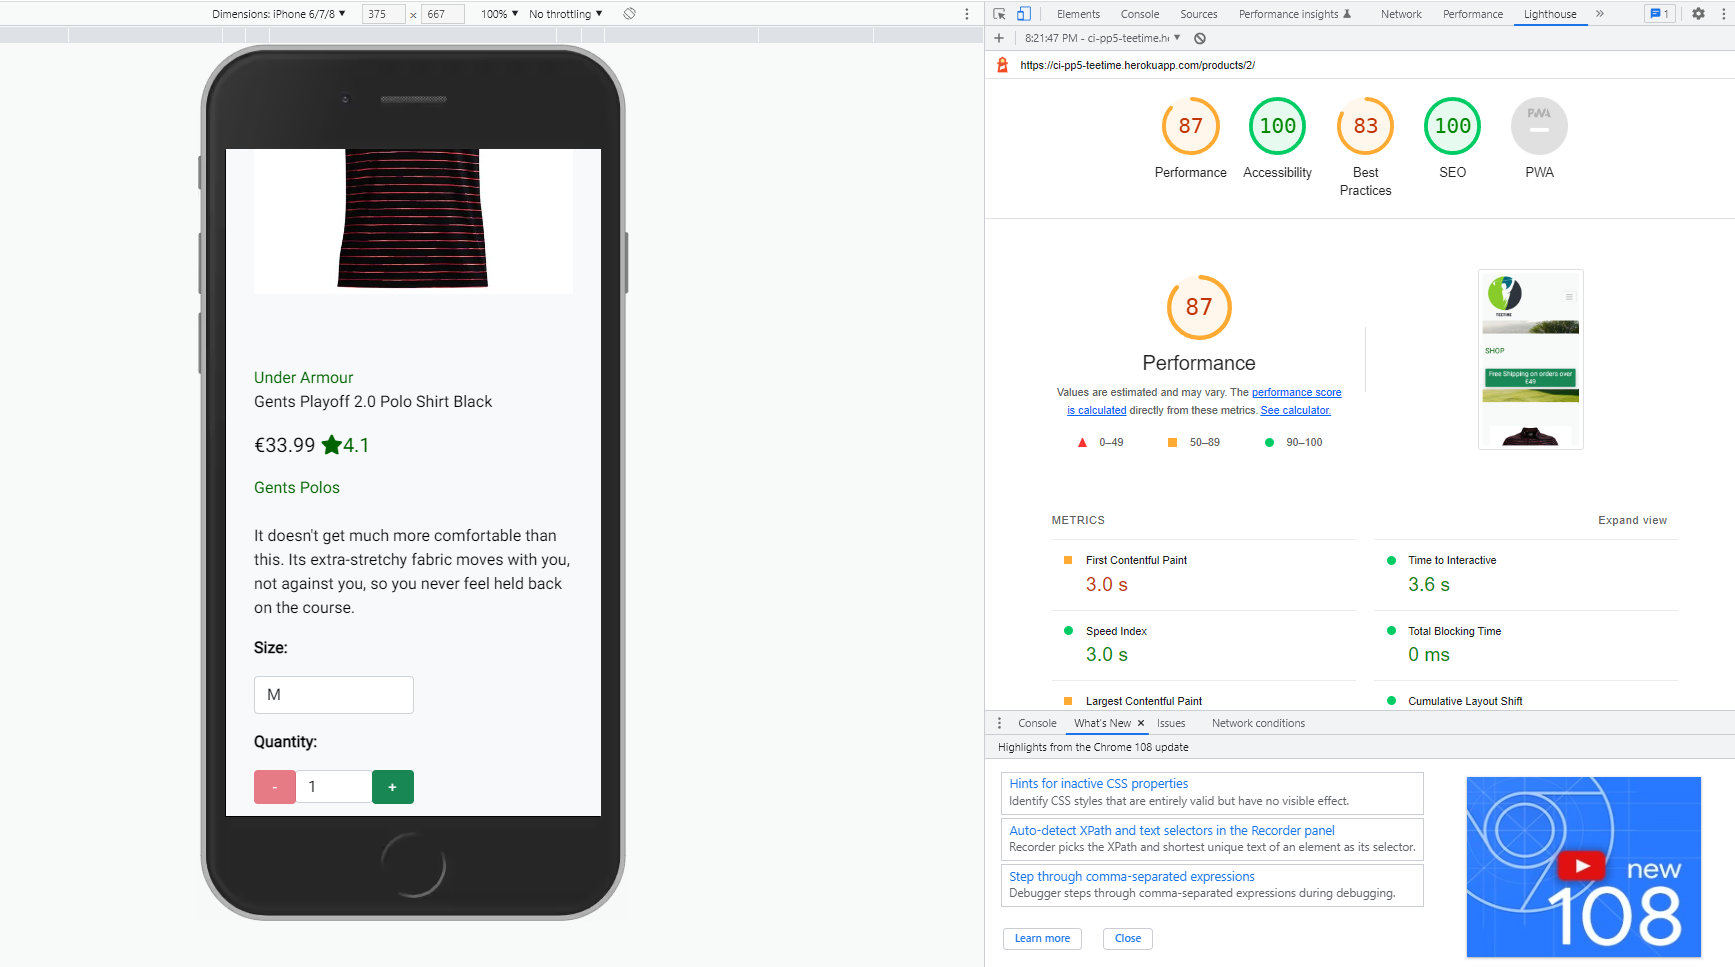 Dimensions: iPhone 6/7/8 ▼ 375 x 667 100% ▼ No throttling ▼
Elements Console Sources Performance insights Network Performance Lighthouse » 1
+ 8:21:47 PM - ci-pp5-teetime.he ▼
https://ci-pp5-teetime.herokuapp.com/products/2/
87 100 83 100 PWA
Performance Accessibility Best Practices SEO PWA
87
Performance
Values are estimated and may vary. The performance score
is calculated directly from these metrics. See calculator.
0–49 50–89 90–100
TEETIME
SHOP
Free Shipping on orders over
€49
METRICS Expand view
First Contentful Paint
3.0 s
Time to Interactive
3.6 s
Speed Index
3.0 s
Total Blocking Time
0 ms
Largest Contentful Paint
Cumulative Layout Shift
Under Armour
Gents Playoff 2.0 Polo Shirt Black
€33.99 4.1
Gents Polos
It doesn't get much more comfortable than
this. Its extra-stretchy fabric moves with you,
not against you, so you never feel held back
on the course.
Size:
M
Quantity:
- 1 +
Console What's New × Issues Network conditions
Highlights from the Chrome 108 update
Hints for inactive CSS properties
Identify CSS styles that are entirely valid but have no visible effect.
Auto-detect XPath and text selectors in the Recorder panel
Recorder picks the XPath and shortest unique text of an element as its selector.
Step through comma-separated expressions
Debugger steps through comma-separated expressions during debugging.
Learn more Close
new
108